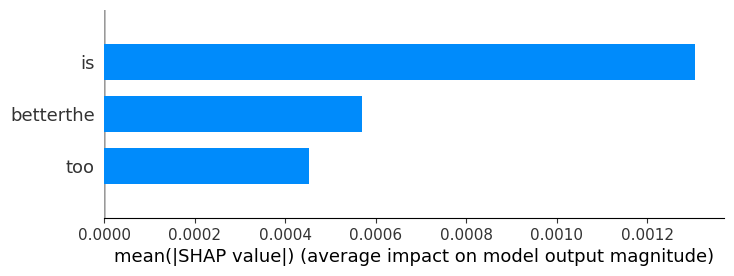 is
betterthe
too
0.0000 0.0002 0.0004 0.0006 0.0008 0.0010 0.0012
mean(|SHAP value|) (average impact on model output magnitude)